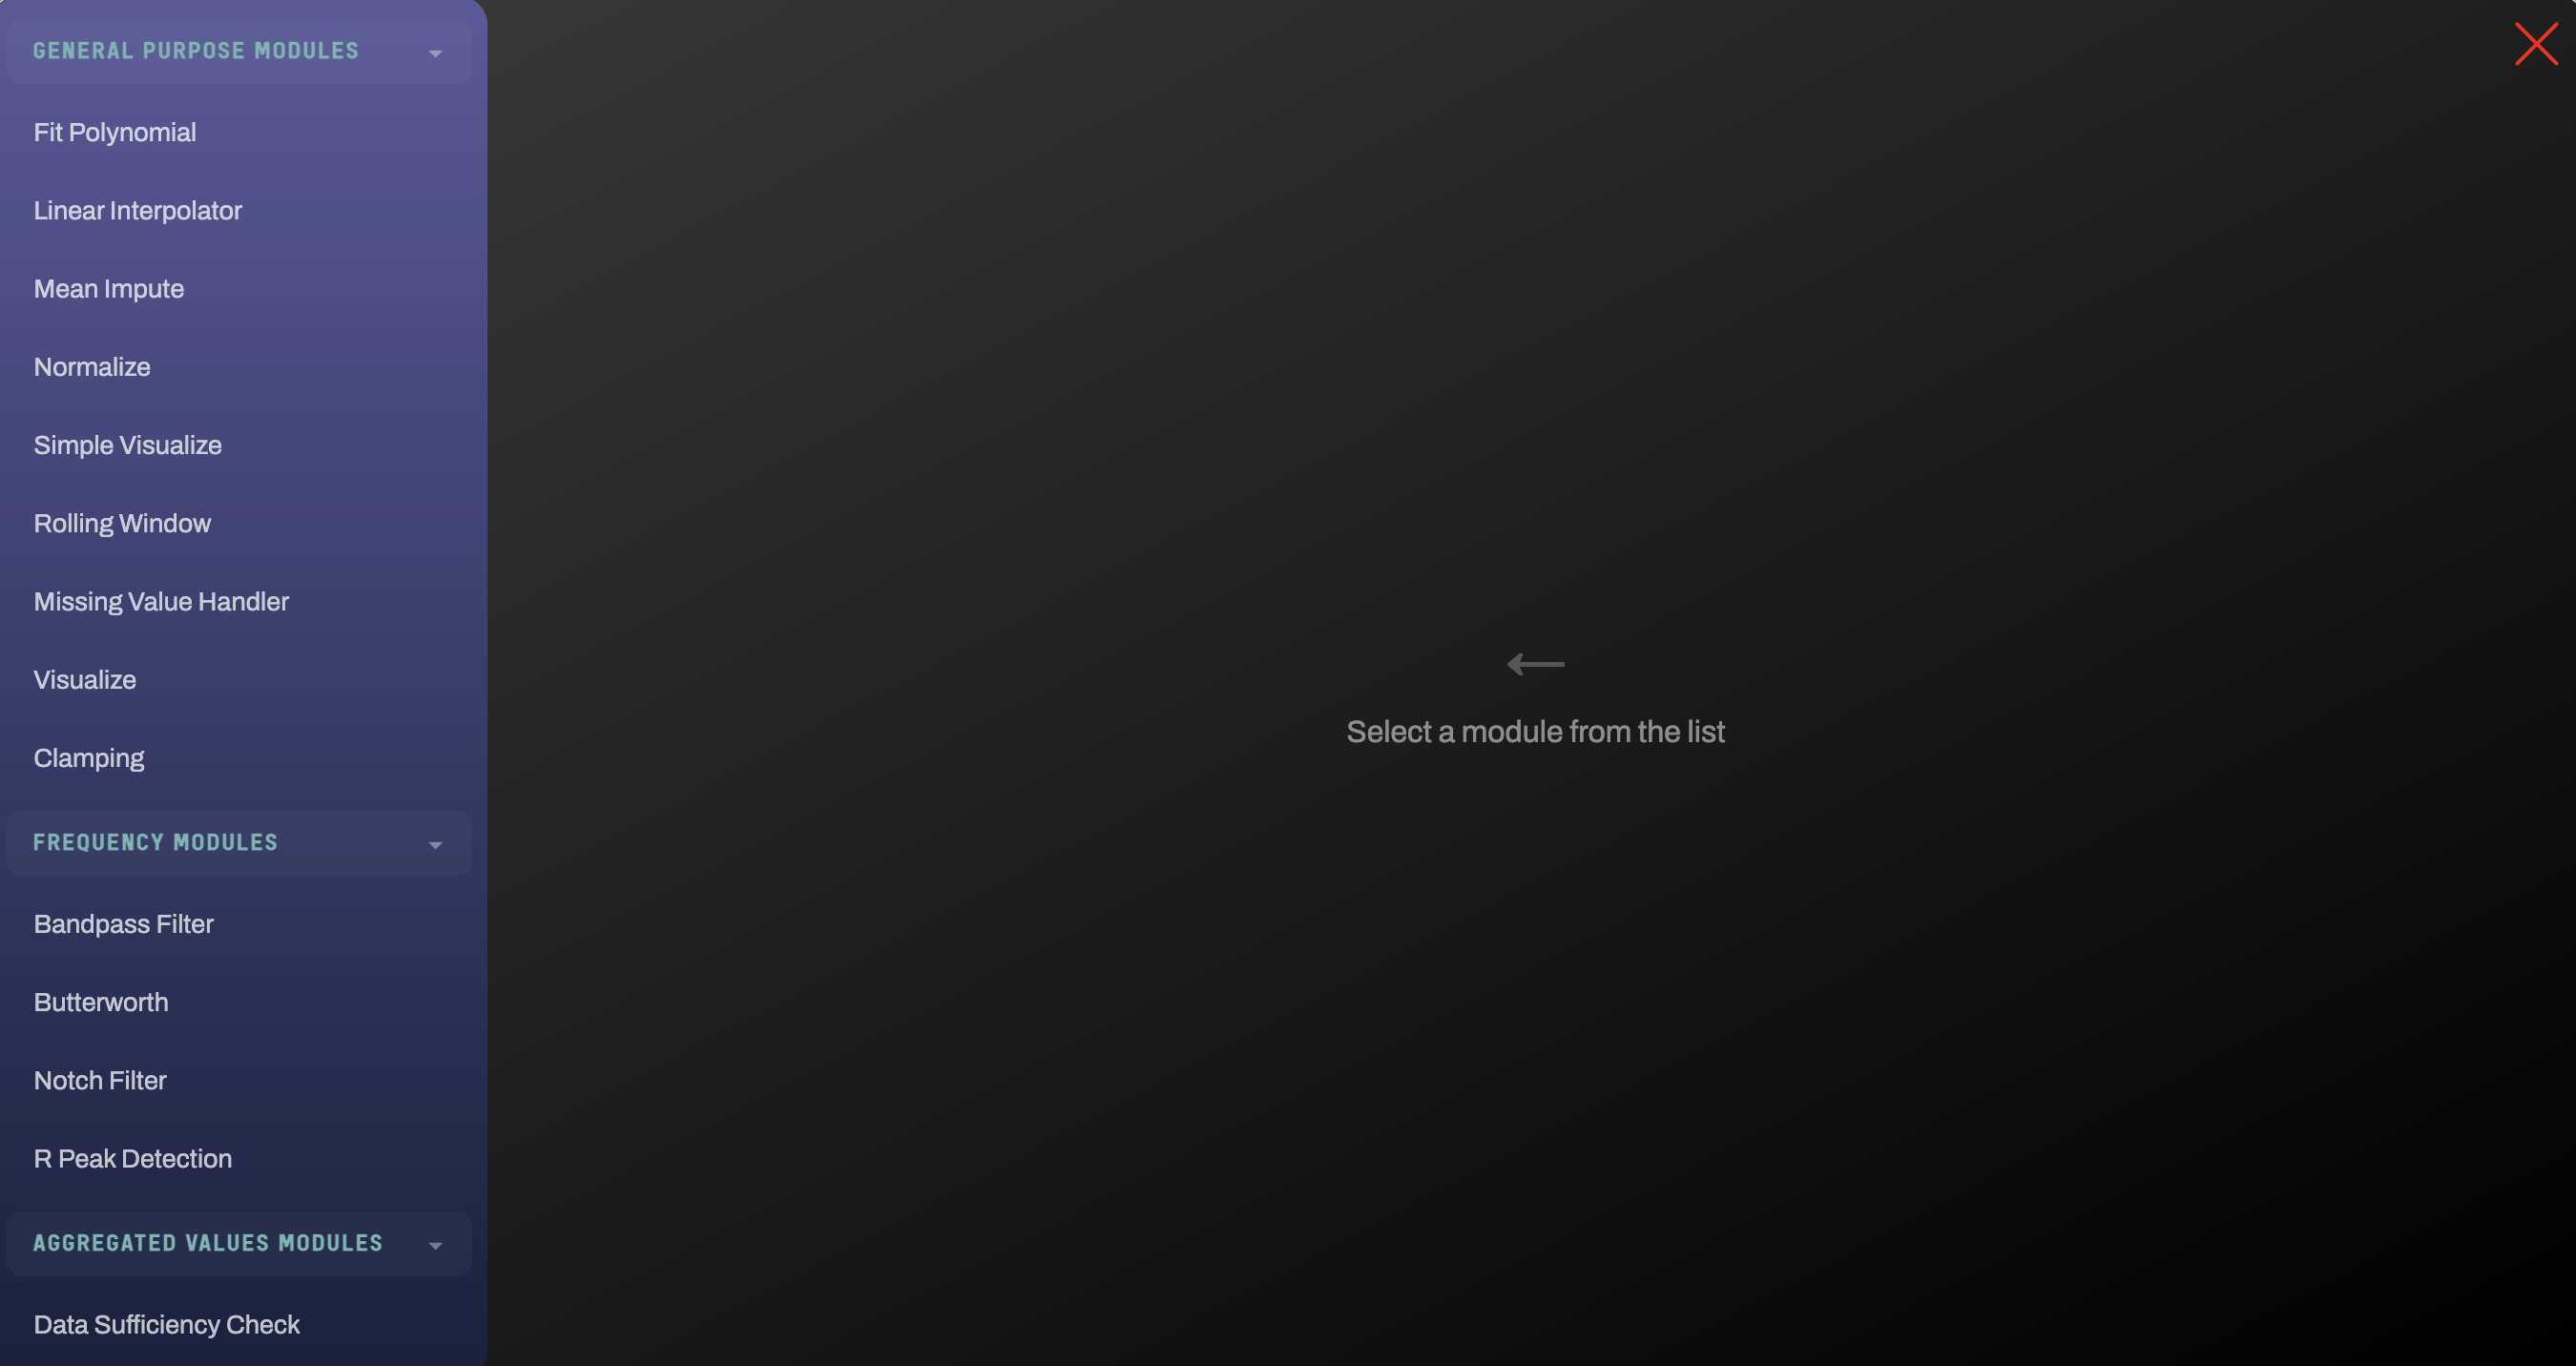 GENERAL PURPOSE MODULES
Fit Polynomial
Linear Interpolator
Mean Impute
Normalize
Simple Visualize
Rolling Window
Missing Value Handler
Visualize
Clamping
FREQUENCY MODULES
Bandpass Filter
Butterworth
Notch Filter
R Peak Detection
AGGREGATED VALUES MODULES
Data Sufficiency Check
Select a module from the list